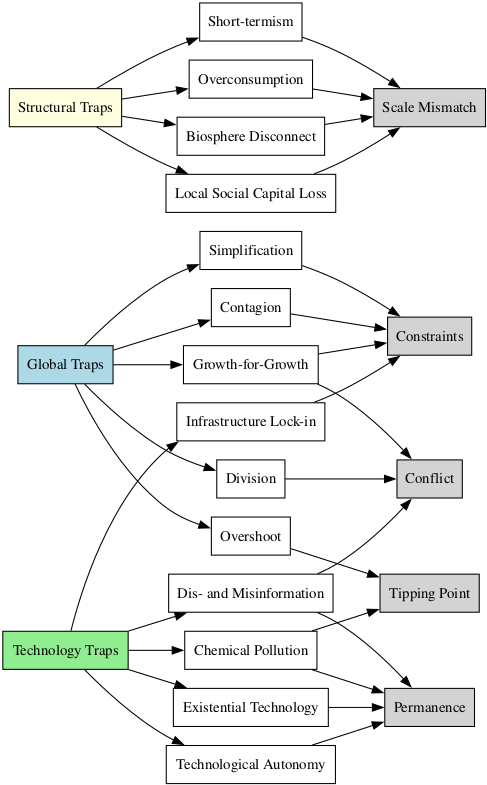 Short-termism
Overconsumption
Structural Traps
Scale Mismatch
Biosphere Disconnect
Local Social Capital Loss
Simplification
Contagion
Constraints
Global Traps
Growth-for-Growth
Infrastructure Lock-in
Division
Conflict
Overshoot
Dis- and Misinformation
Tipping Point
Technology Traps
Chemical Pollution
Existential Technology
Permanence
Technological Autonomy